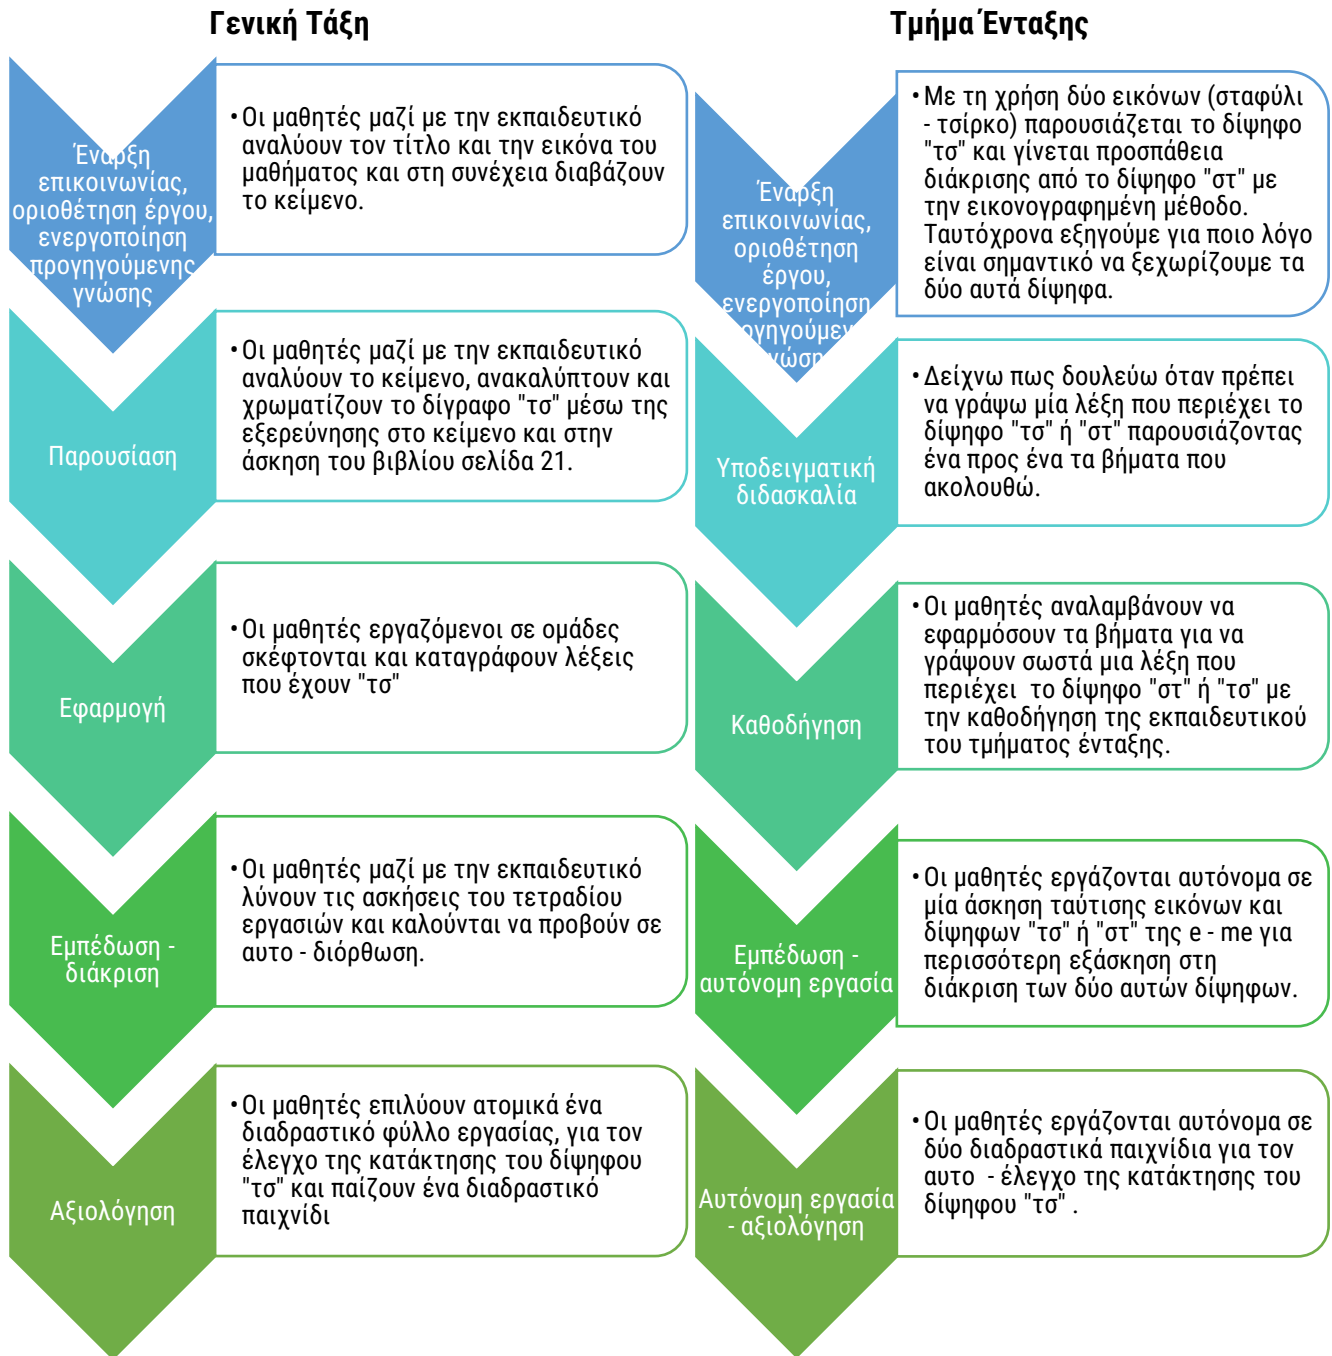 Γενική Τάξη
Έναρξη
επικοινωνίας,
οριοθέτηση έργου,
ενεργοποίηση
προγηγούμενης
γνώσης
•Οι μαθητές μαζί με την εκπαιδευτικό
αναλύουν τον τίτλο και την εικόνα του
μαθήματος και στη συνέχεια διαβάζουν
το κείμενο.
Παρουσίαση
•Οι μαθητές μαζί με την εκπαιδευτικό
αναλύουν το κείμενο, ανακαλύπτουν και
χρωματίζουν το δίγραφο "τσ" μέσω της
εξερεύνησης στο κείμενο και στην
άσκηση του βιβλίου σελίδα 21.
Εφαρμογή
•Οι μαθητές εργαζόμενοι σε ομάδες
σκέφτονται και καταγράφουν λέξεις
που έχουν "τσ"
Εμπέδωση -
διάκριση
•Οι μαθητές μαζί με την εκπαιδευτικό
λύνουν τις ασκήσεις του τετραδίου
εργασιών και καλούνται να προβούν σε
αυτο - διόρθωση.
Αξιολόγηση
•Οι μαθητές επιλύουν ατομικά ένα
διαδραστικό φύλλο εργασίας, για τον
έλεγχο της κατάκτησης του δίψηφου
"τσ" και παίζουν ένα διαδραστικό
παιχνίδι
Τμήμα Ένταξης
Έναρξη
επικοινωνίας,
οριοθέτηση
έργου,
ενεργοποίηση
•Με τη χρήση δύο εικόνων (σταφύλι
- τσίρκο) παρουσιάζεται το δίψηφο
"τσ" και γίνεται προσπάθεια
διάκρισης από το δίψηφο "στ" με
την εικονογραφημένη μέθοδο.
Ταυτόχρονα εξηγούμε για ποιο λόγο
είναι σημαντικό να ξεχωρίζουμε τα
δύο αυτά δίψηφα.
Υποδειγματική
διδασκαλία
•Δείχνω πως δουλεύω όταν πρέπει
να γράψω μία λέξη που περιέχει το
δίψηφο "τσ" ή "στ" παρουσιάζοντας
ένα προς ένα τα βήματα που
ακολουθώ.
Καθοδήγηση
•Οι μαθητές αναλαμβάνουν να
εφαρμόσουν τα βήματα για να
γράψουν σωστά μια λέξη που
περιέχει το δίψηφο "στ" ή "τσ" με
την καθοδήγηση της εκπαιδευτικού
του τμήματος ένταξης.
Εμπέδωση -
αυτόνομη εργασία
•Οι μαθητές εργάζονται αυτόνομα σε
μία άσκηση ταύτισης εικόνων και
δίψηφων "τσ" ή "στ" της e - me για
περισσότερη εξάσκηση στη
διάκριση των δύο αυτών δίψηφων.
Αυτόνομη εργασία
- αξιολόγηση
•Οι μαθητές εργάζονται αυτόνομα σε
δύο διαδραστικά παιχνίδια για τον
αυτο - έλεγχο της κατάκτησης του
δίψηφου "τσ" .